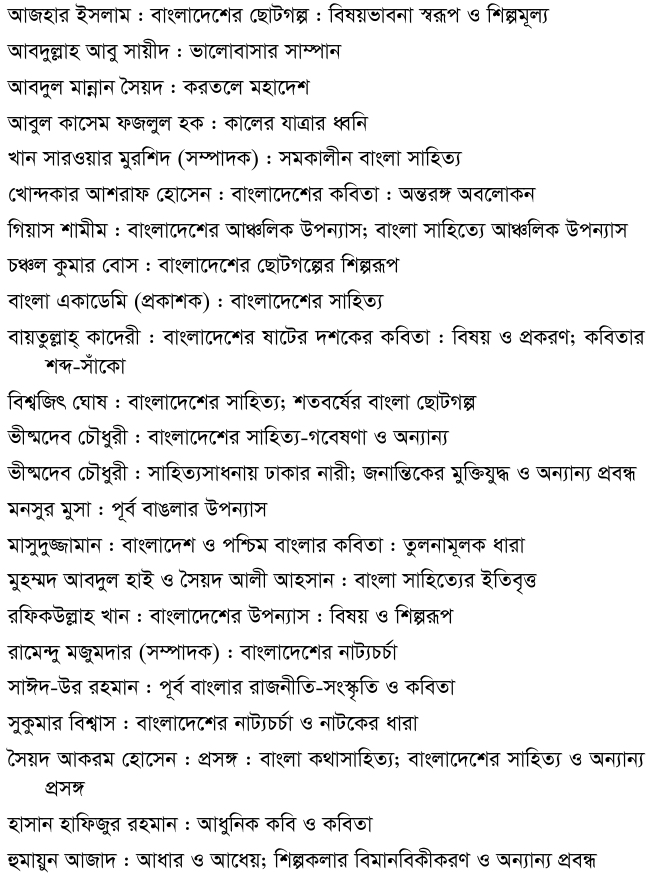 আজহার ইসলাম : বাংলাদেশের ছোটগল্প : বিষয়ভাবনা স্বরূপ ও শিল্পমূল্য
আবদুল্লাহ আবু সায়ীদ : ভালোবাসার সাম্পান
আবদুল মান্নান সৈয়দ : করতলে মহাদেশ
আবুল কাসেম ফজলুল হক : কালের যাত্রার ধ্বনি
খান সারওয়ার মুরশিদ (সম্পাদক) : সমকালীন বাংলা সাহিত্য
খোন্দকার আশরাফ হোসেন : বাংলাদেশের কবিতা : অন্তরঙ্গ অবলোকন
গিয়াস শামীম : বাংলাদেশের আঞ্চলিক উপন্যাস; বাংলা সাহিত্যে আঞ্চলিক উপন্যাস
চঞ্চল কুমার বোস : বাংলাদেশের ছোটগল্পের শিল্পরূপ
বাংলা একাডেমি (প্রকাশক) : বাংলাদেশের সাহিত্য
বায়তুল্লাহ্ কাদেরী : বাংলাদেশের ষাটের দশকের কবিতা : বিষয় ও প্রকরণ; কবিতার
শব্দ-সাঁকো
বিশ্বজিৎ ঘোষ : বাংলাদেশের সাহিত্য; শতবর্ষের বাংলা ছোটগল্প
ভীষ্মদেব চৌধুরী : বাংলাদেশের সাহিত্য-গবেষণা ও অন্যান্য
ভীষ্মদেব চৌধুরী : সাহিত্যসাধনায় ঢাকার নারী; জনান্তিকের মুক্তিযুদ্ধ ও অন্যান্য প্রবন্ধ
মনসুর মুসা : পূর্ব বাঙলার উপন্যাস
মাসুদুজ্জামান : বাংলাদেশ ও পশ্চিম বাংলার কবিতা : তুলনামূলক ধারা
মুহম্মদ আবদুল হাই ও সৈয়দ আলী আহসান : বাংলা সাহিত্যের ইতিবৃত্ত
রফিকউল্লাহ খান : বাংলাদেশের উপন্যাস : বিষয় ও শিল্পরূপ
রামেন্দু মজুমদার (সম্পাদক) : বাংলাদেশের নাট্যচর্চা
সাঈদ-উর রহমান : পূর্ব বাংলার রাজনীতি-সংস্কৃতি ও কবিতা
সুকুমার বিশ্বাস : বাংলাদেশের নাট্যচর্চা ও নাটকের ধারা
সৈয়দ আকরম হোসেন : প্রসঙ্গ : বাংলা কথাসাহিত্য; বাংলাদেশের সাহিত্য ও অন্যান্য
প্রসঙ্গ
হাসান হাফিজুর রহমান : আধুনিক কবি ও কবিতা
হুমায়ুন আজাদ : আধার ও আধেয়; শিল্পকলার বিমানবিকীকরণ ও অন্যান্য প্রবন্ধ